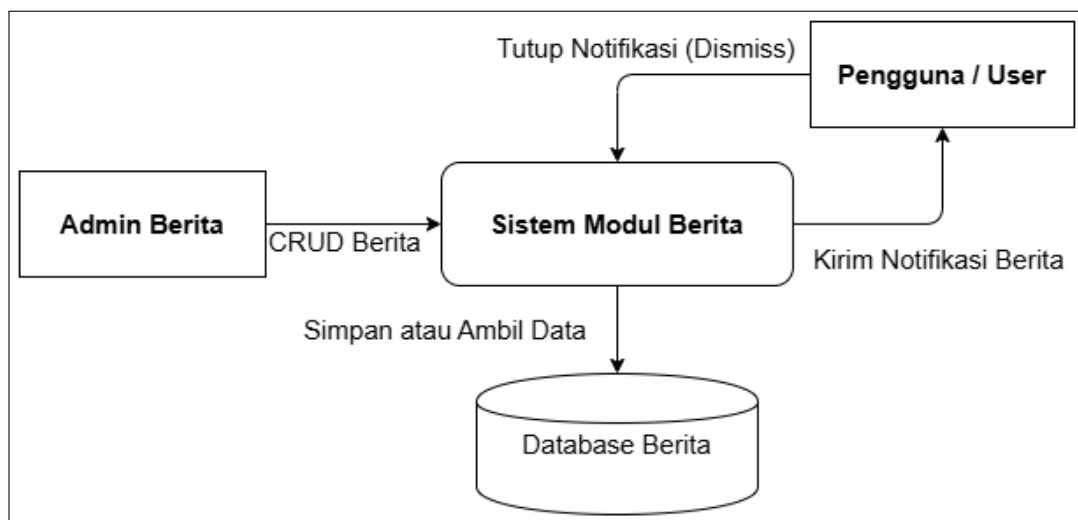 Tutup Notifikasi (Dismiss)
Pengguna / User
Admin Berita
CRUD Berita
Sistem Modul Berita
Kirim Notifikasi Berita
Simpan atau Ambil Data
Database Berita